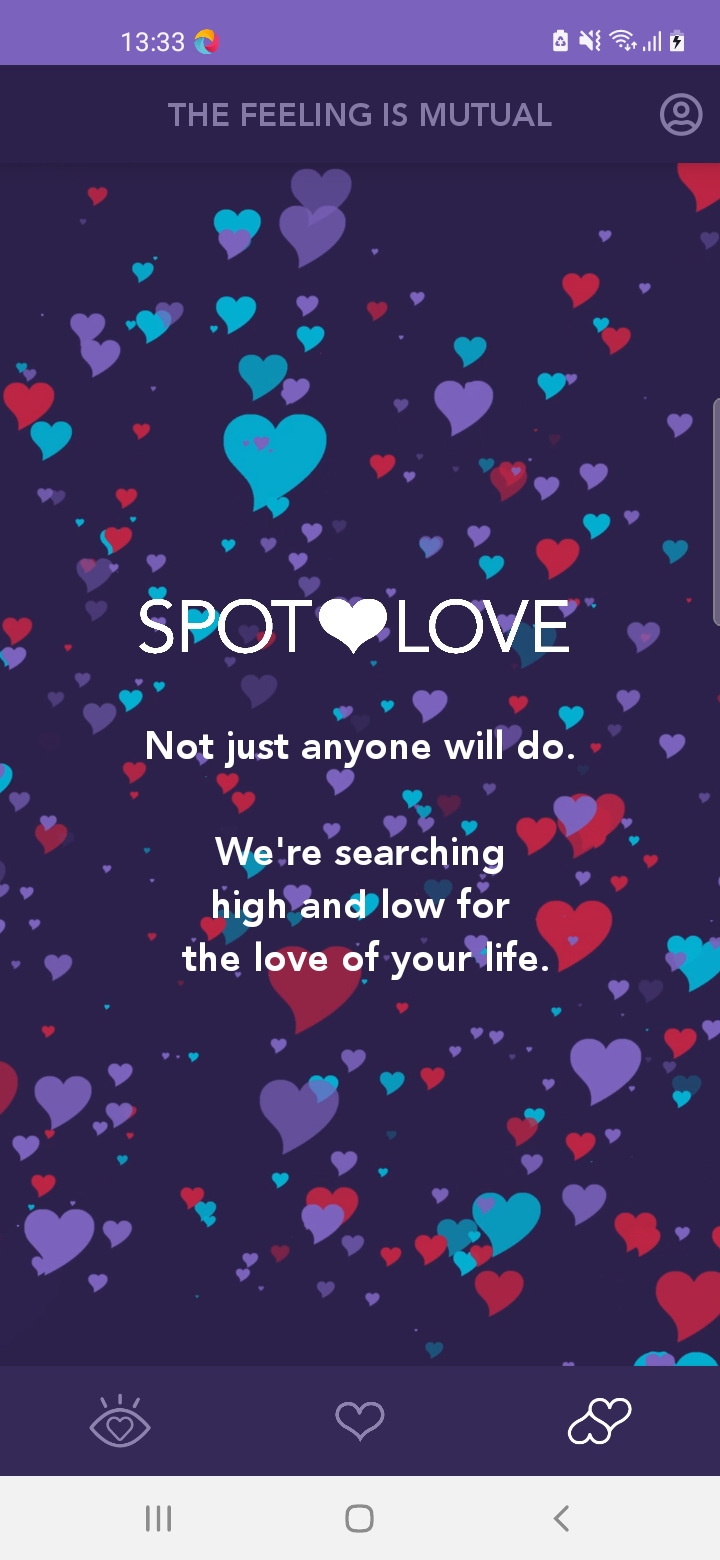 13:33
THE FEELING IS MUTUAL
SPOT LOVE
Not just anyone will do.
We're searching
high and low for
the love of your life.